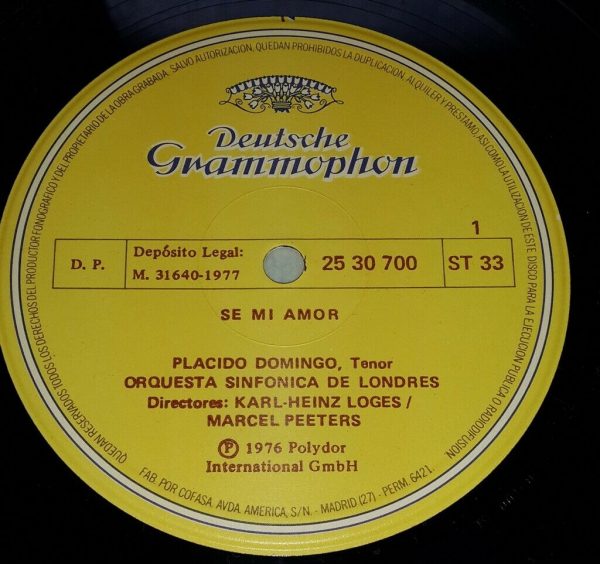 QUEDAN RESERVADOS TODOS LOS DERECHOS DEL PRODUCTOR FONOGRAFICO Y DEL PROPIETARIO DE LA OBRA GRABADA. SALVO AUTORIZACION, QUEDAN PROHIBIDOS LA DUPLICACION, ALQUILER Y PRESTAMO, ASI COMO LA UTILIZACION DE ESTE DISCO PARA LA EJECUCION PUBLICA O RADIODIFUSION.
Deutsche
Grammophon
1
D. P.
Depósito Legal:
M. 31640-1977
25 30 700
ST 33
SE MI AMOR
PLACIDO DOMINGO, Tenor
ORQUESTA SINFONICA DE LONDRES
Directores: KARL-HEINZ LOGES /
MARCEL PEETERS
Ⓟ 1976 Polydor
International GmbH
FAB. POR COFASA. AVDA. AMERICA, S/N. - MADRID (27) - PERM. 6421.